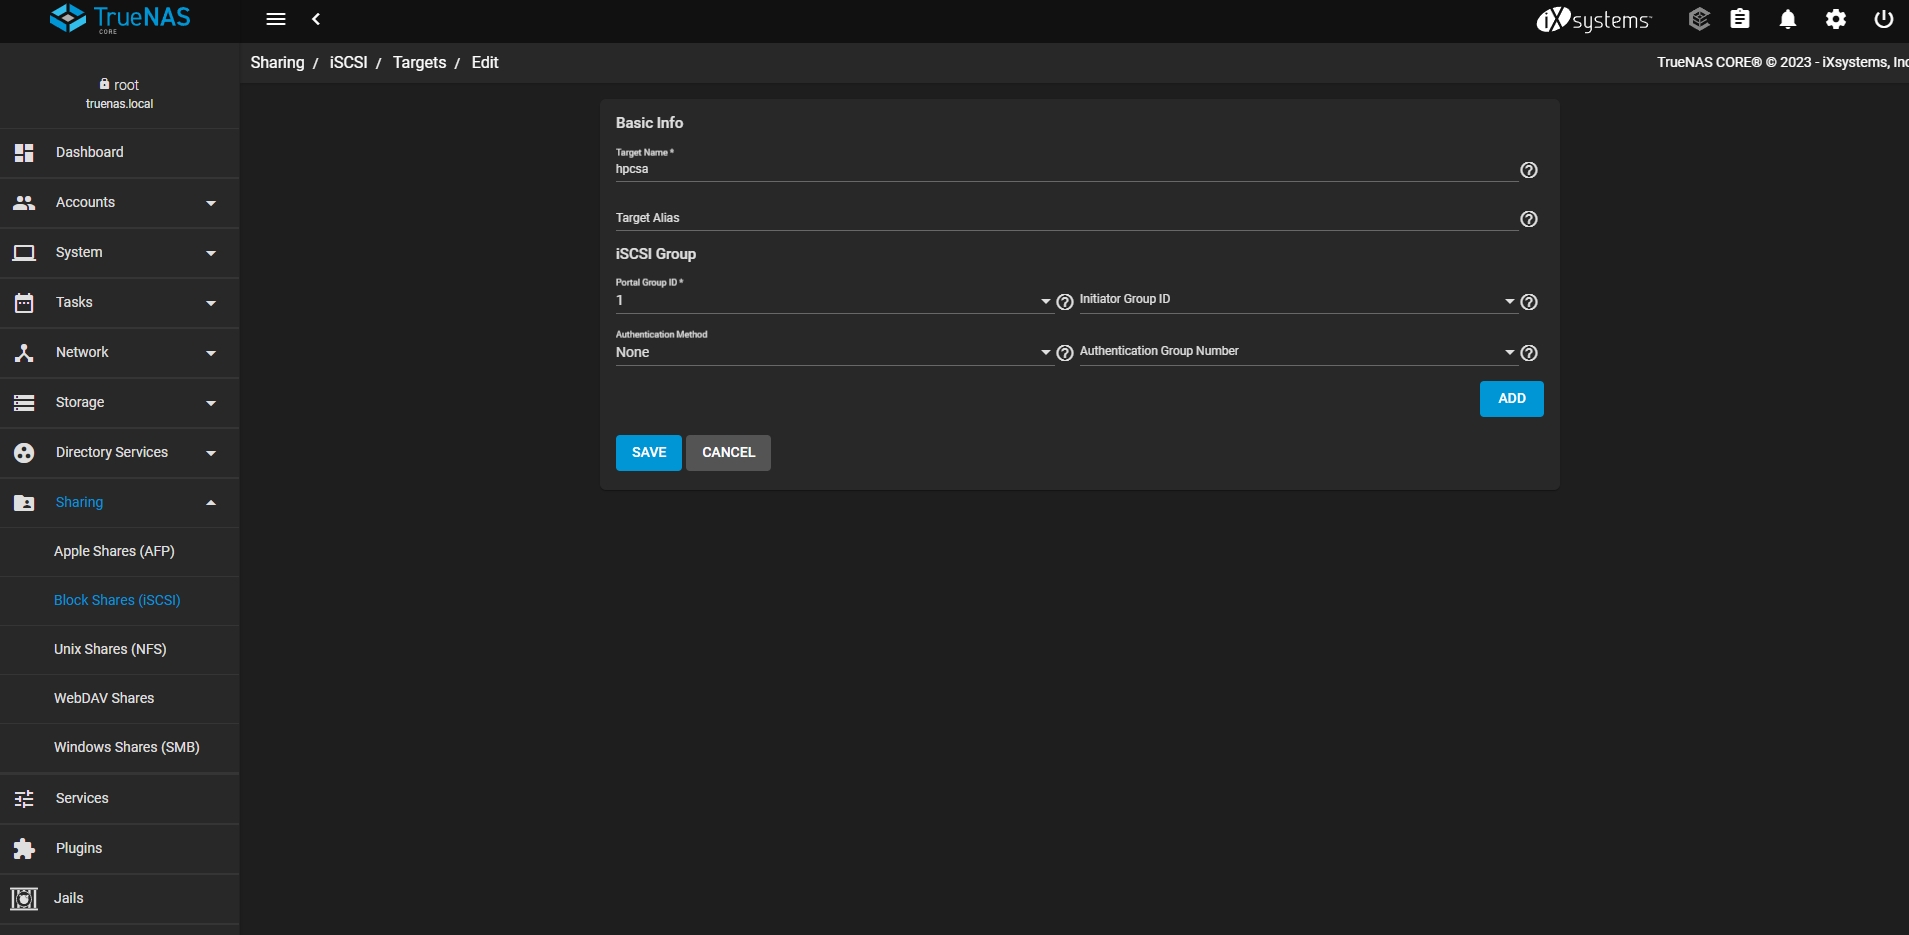 TrueNAS
CORE
iXsystems
Sharing / iSCSI / Targets / Edit
TrueNAS CORE® © 2023 - iXsystems, Inc
root
truenas.local
Dashboard
Accounts
System
Tasks
Network
Storage
Directory Services
Sharing
Apple Shares (AFP)
Block Shares (iSCSI)
Unix Shares (NFS)
WebDAV Shares
Windows Shares (SMB)
Services
Plugins
Jails
Basic Info
Target Name *
hpcsa
Target Alias
iSCSI Group
Portal Group ID *
1
Initiator Group ID
Authentication Method
None
Authentication Group Number
ADD
SAVE CANCEL